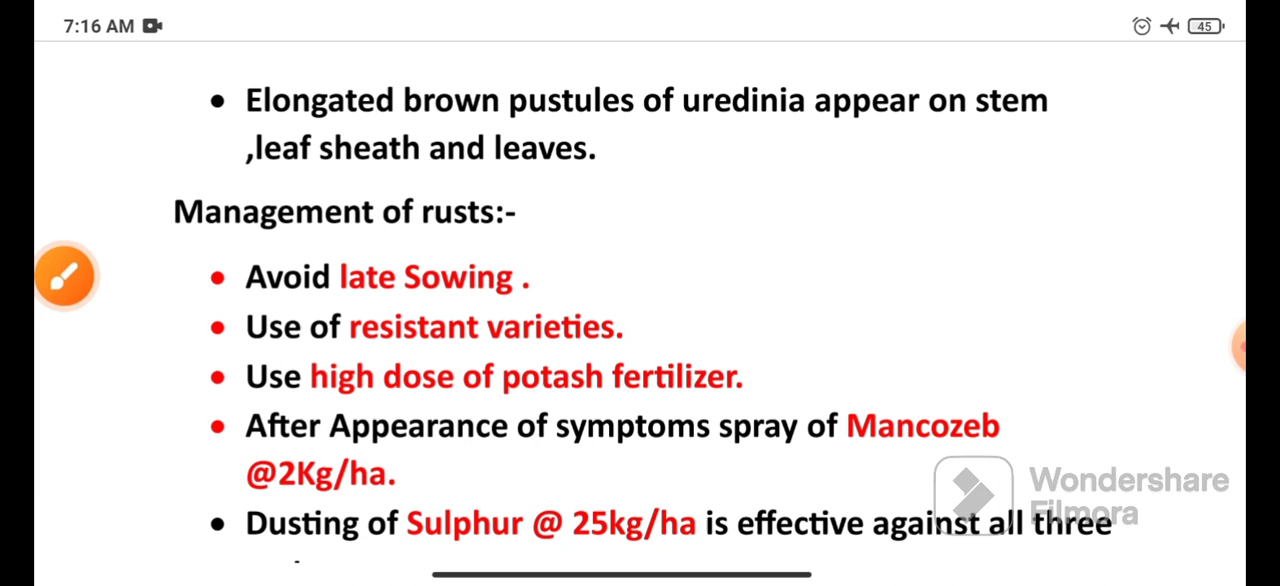 7:16 AM
45
• Elongated brown pustules of uredinia appear on stem
,leaf sheath and leaves.
Management of rusts:-
• Avoid late Sowing .
• Use of resistant varieties.
• Use high dose of potash fertilizer.
• After Appearance of symptoms spray of Mancozeb
@2Kg/ha.
Wondershare
Filmora
• Dusting of Sulphur @ 25kg/ha is effective against all three